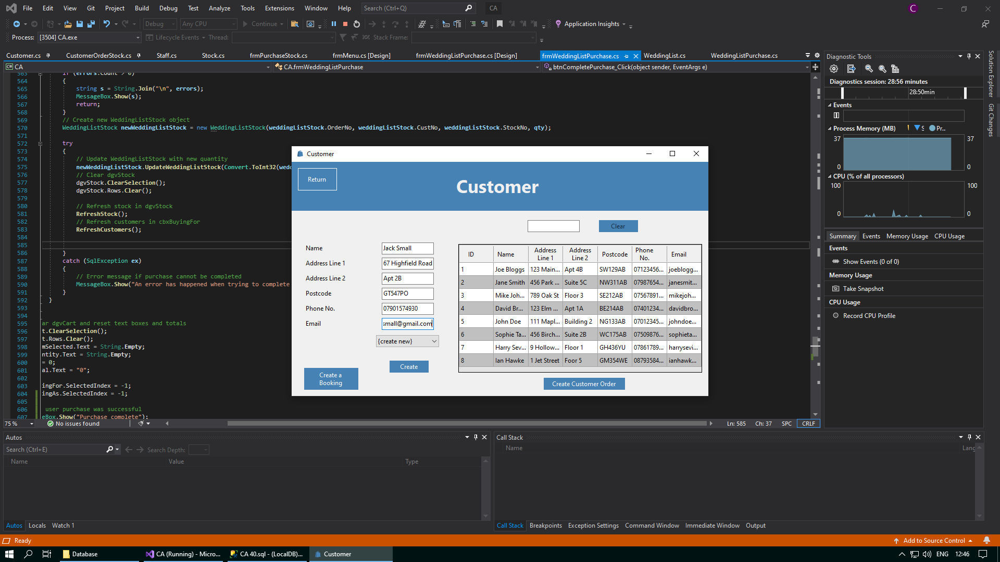 File Edit View Git Project Build Debug Test Analyze Tools Extensions Window Help Search (Ctrl+Q) CA C
Debug Any CPU Continue Application Insights
Process: [3504] CA.exe Lifecycle Events Thread: Stack Frame:
Customer.cs CustomerOrderStock.cs Staff.cs Stock.cs frmPurchaseStock.cs frmMenu.cs [Design] frmWeddingListPurchase.cs [Design] frmWeddingListPurchase.cs WeddingList.cs WeddingListPurchase.cs
CA CA.frmWeddingListPurchase btnCompletePurchase_Click(object sender, EventArgs e)
563 if (errors.Count > 0)
564 {
565 string s = String.Join("\n", errors);
566 MessageBox.Show(s);
567 return;
568 }
569 // Create new WeddingListStock object
570 WeddingListStock newWeddingListStock = new WeddingListStock(weddingListStock.OrderNo, weddingListStock.CustNo, weddingListStock.StockNo, qty);
571
572 try
573 {
574 // Update WeddingListStock with new quantity
575 newWeddingListStock.UpdateWeddingListStock(Convert.ToInt32(wedd
576 // Clear dgvStock
577 dgvStock.ClearSelection();
578 dgvStock.Rows.Clear();
579
580 // Refresh stock in dgvStock
581 RefreshStock();
582 // Refresh customers in cbxBuyingFor
583 RefreshCustomers();
584
585
586 }
587 catch (SqlException ex)
588 {
589 // Error message if purchase cannot be completed
590 MessageBox.Show("An error has happened when trying to complete
591 }
592 }
593
594
595 ar dgvCart and reset text boxes and totals
596 t.ClearSelection();
597 t.Rows.Clear();
598 mSelected.Text = String.Empty;
599 ntity.Text = String.Empty;
600 = 0;
601 al.Text = "0";
602
603 ingFor.SelectedIndex = -1;
604 ingAs.SelectedIndex = -1;
605
606 user purchase was successful
607 eBox.Show("Purchase complete");
75 % No issues found Ln: 585 Ch: 37 SPC CRLF
Customer
Return
Customer
Clear
Name Jack Small
Address Line 1 67 Highfield Road
Address Line 2 Apt 2B
Postcode GT547PO
Phone No. 07901574930
Email small@gmail.com
{create new}
Create
Create a
Booking
ID Name Address Line 1 Address Line 2 Postcode Phone No. Email
1 Joe Bloggs 123 Main... Apt 4B SW129AB 07123456... joeblogg...
2 Jane Smith 456 Park ... Suite 5C NW311AB 07987654... janesmit...
3 Mike Joh... 789 Oak St Floor 3 SE212AB 07567891... mikejoh...
4 David Br... 123 Elm ... Apt 1A BE214AB 07401234... davidbro...
5 John Doe 111 Mapl... Building 2 NG133AB 07012345... johndoe...
6 Sophie Ta... 456 Birch... Suite 2B WC175AB 07509876... sophieta...
7 Harry Sev... 9 Hollow... Floor 1 GH436YU 07861789... harrysevi...
8 Ian Hawke 1 Jet Street Foor 5 GM354WE 08793584... ianhawk...
Create Customer Order
Diagnostic Tools
Diagnostics session: 28:56 minutes
28:50min
Events
Process Memory (MB) S Pr...
37 37
0 0
CPU (% of all processors)
100 100
0 0
Summary Events Memory Usage CPU Usage
Events
Show Events (0 of 0)
Memory Usage
Take Snapshot
CPU Usage
Record CPU Profile
Solution Explorer
Git Changes
Autos
Search (Ctrl+E) Search Depth:
Name Value Type
Autos Locals Watch 1
Call Stack
Name Lang
Call Stack Breakpoints Exception Settings Command Window Immediate Window Output
Ready Add to Source Control
Database CA (Running) - Micro... CA 40.sql - (LocalDB)... Customer ENG 12:46